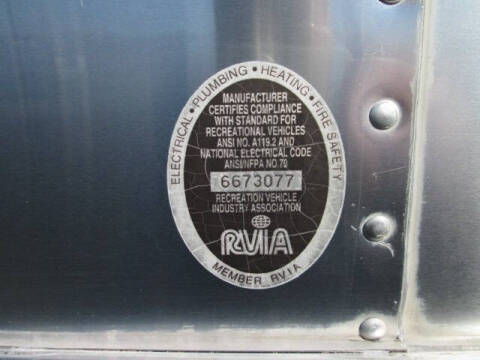 ELECTRICAL • PLUMBING • HEATING • FIRE SAFETY
MANUFACTURER
CERTIFIES COMPLIANCE
WITH STANDARD FOR
RECREATIONAL VEHICLES
ANSI NO. A119.2 AND
NATIONAL ELECTRICAL CODE
ANSI/NFPA NO.70
6673077
RECREATION VEHICLE
INDUSTRY ASSOCIATION
RVIA
MEMBER RVIA